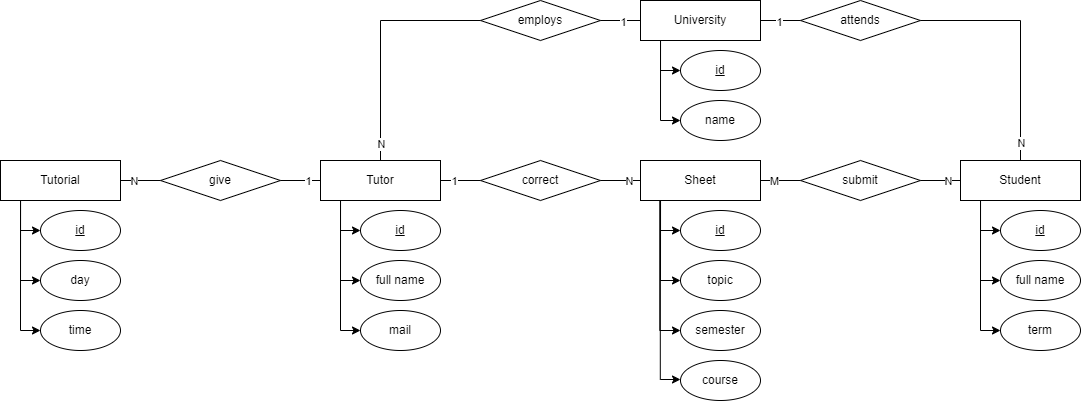 employs 1 University 1 attends
id
name
N N
Tutorial N give 1 Tutor 1 correct N Sheet M submit N Student
id id id id
day full name topic full name
time mail semester term
course